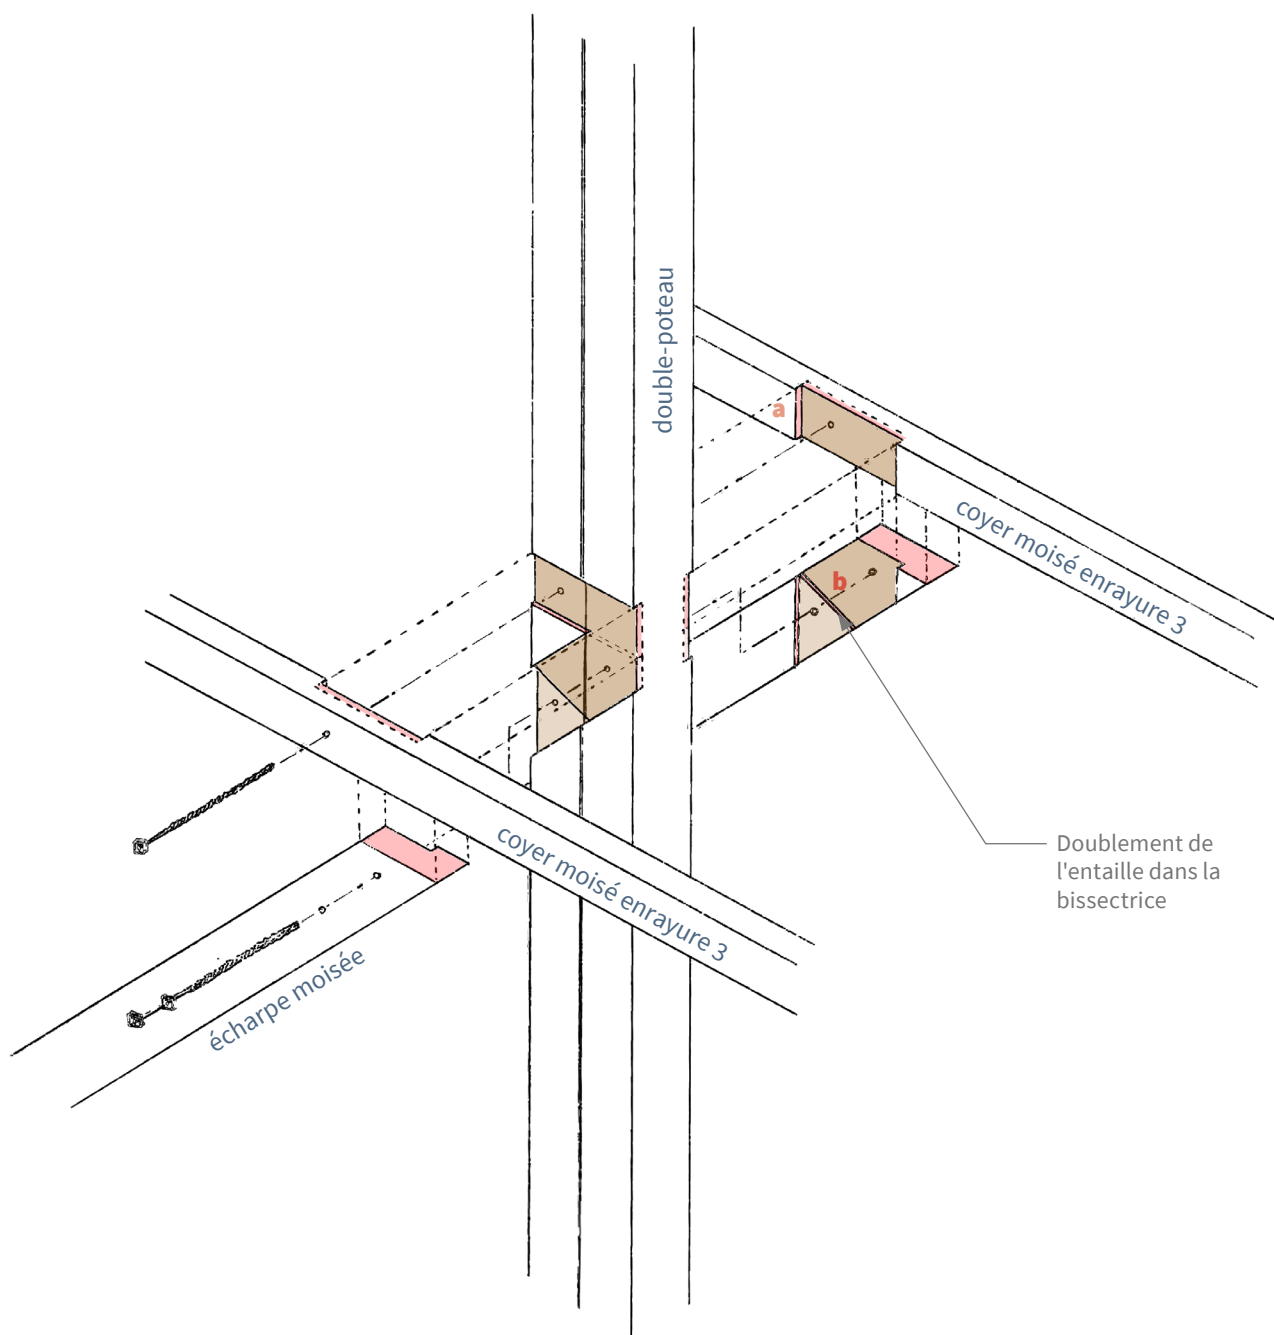 double-poteau
a
coyer moisé enrayure 3
b
coyer moisé enrayure 3
Doublement de
l'entaille dans la
bissectrice
écharpe moisée